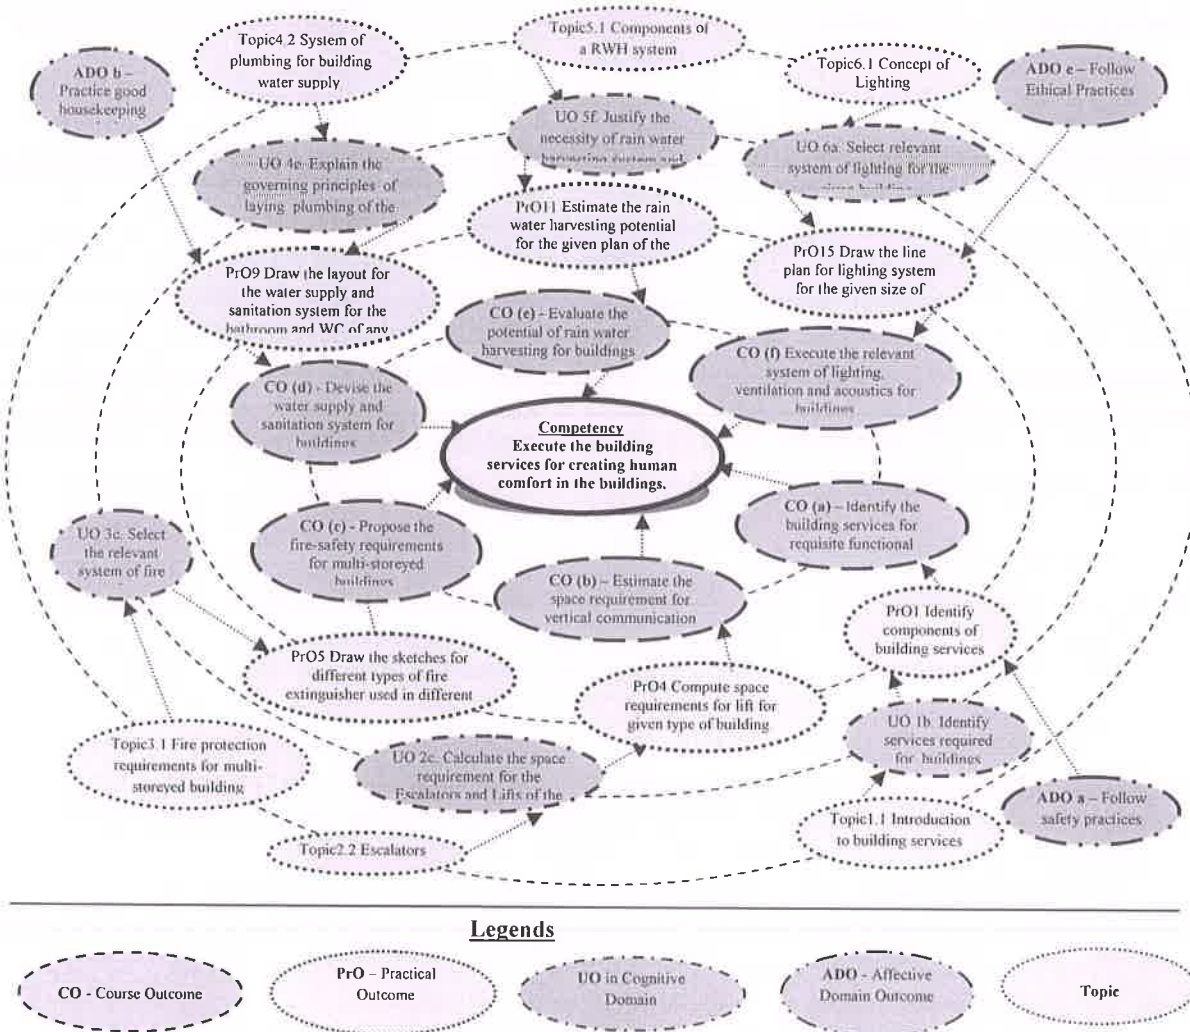 Topic4.2 System of
plumbing for building
water supply
Topic5.1 Components of
a RWH system
Topic6.1 Concept of
Lighting
ADO b –
Practice good
housekeeping
ADO e – Follow
Ethical Practices
UO 4e. Explain the
governing principles of
laying plumbing of the
UO 5f. Justify the
necessity of rain water
harvesting system and
UO 6a. Select relevant
system of lighting for the
given building
PrO11 Estimate the rain
water harvesting potential
for the given plan of the
PrO9 Draw the layout for
the water supply and
sanitation system for the
bathroom and WC of any
PrO15 Draw the line
plan for lighting system
for the given size of
CO (e) - Evaluate the
potential of rain water
harvesting for buildings
CO (d) - Devise the
water supply and
sanitation system for
buildings
CO (f) Execute the relevant
system of lighting,
ventilation and acoustics for
buildings
Competency
Execute the building
services for creating human
comfort in the buildings.
UO 3c. Select
the relevant
system of fire
CO (c) - Propose the
fire-safety requirements
for multi-storeyed
buildings
CO (a) – Identify the
building services for
requisite functional
CO (b) – Estimate the
space requirement for
vertical communication
PrO1 Identify
components of
building services
PrO5 Draw the sketches for
different types of fire
extinguisher used in different
PrO4 Compute space
requirements for lift for
given type of building
Topic3.1 Fire protection
requirements for multi-
storeyed building
UO 2c. Calculate the space
requirement for the
Escalators and Lifts of the
UO 1b. Identify
services required
for buildings
Topic2.2 Escalators
Topic1.1 Introduction
to building services
ADO a – Follow
safety practices
Legends
CO - Course Outcome
PrO – Practical
Outcome
UO in Cognitive
Domain
ADO - Affective
Domain Outcome
Topic